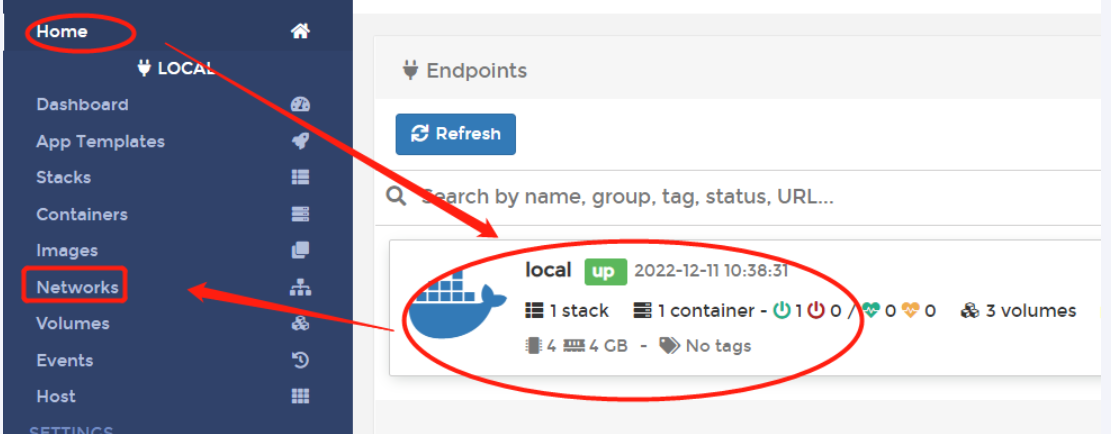 Home
LOCAL
Dashboard
App Templates
Stacks
Containers
Images
Networks
Volumes
Events
Host
SETTINGS
Endpoints
Refresh
Search by name, group, tag, status, URL...
local up 2022-12-11 10:38:31
1 stack 1 container - 1 0 / 0 0 3 volumes
4 4 GB - No tags